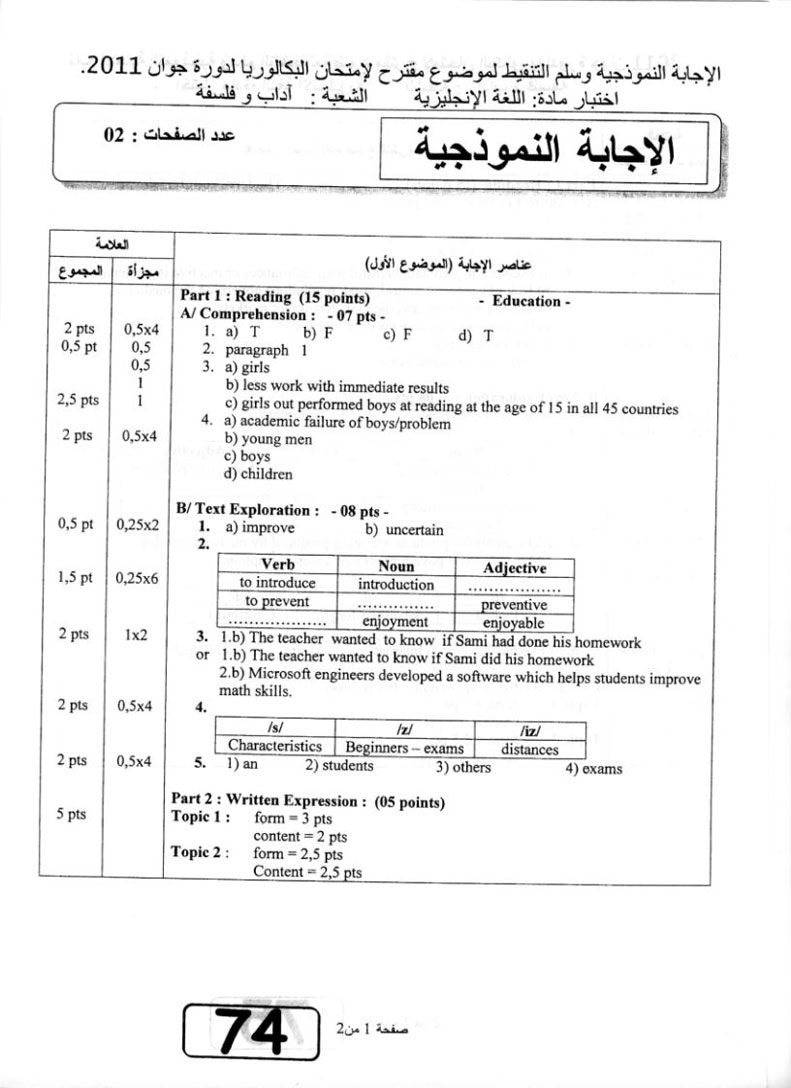 الإجابة النموذجية وسلم التنقيط لموضوع مقترح لإمتحان البكالوريا لدورة جوان 2011.
اختبار مادة: اللغة الإنجليزية الشعبة : آداب و فلسفة
الإجابة النموذجية
عدد الصفحات : 02
العلامة
عناصر الإجابة (الموضوع الأول)
المجموع مجزأة
Part 1 : Reading (15 points) - Education -
A/ Comprehension : - 07 pts -
2 pts 0,5x4 1. a) T b) F c) F d) T
0,5 pt 0,5 2. paragraph 1
0,5 3. a) girls
1 b) less work with immediate results
2,5 pts 1 c) girls out performed boys at reading at the age of 15 in all 45 countries
4. a) academic failure of boys/problem
2 pts 0,5x4 b) young men
c) boys
d) children
B/ Text Exploration : - 08 pts -
0,5 pt 0,25x2 1. a) improve b) uncertain
2.
Verb Noun Adjective
1,5 pt 0,25x6 to introduce introduction ..................
to prevent ............... preventive
................... enjoyment enjoyable
2 pts 1x2 3. 1.b) The teacher wanted to know if Sami had done his homework
or 1.b) The teacher wanted to know if Sami did his homework
2.b) Microsoft engineers developed a software which helps students improve
math skills.
2 pts 0,5x4 4.
/s/ /z/ /iz/
Characteristics Beginners – exams distances
2 pts 0,5x4 5. 1) an 2) students 3) others 4) exams
Part 2 : Written Expression : (05 points)
5 pts Topic 1 : form = 3 pts
content = 2 pts
Topic 2 : form = 2,5 pts
Content = 2,5 pts
74
صفحة 1 من2